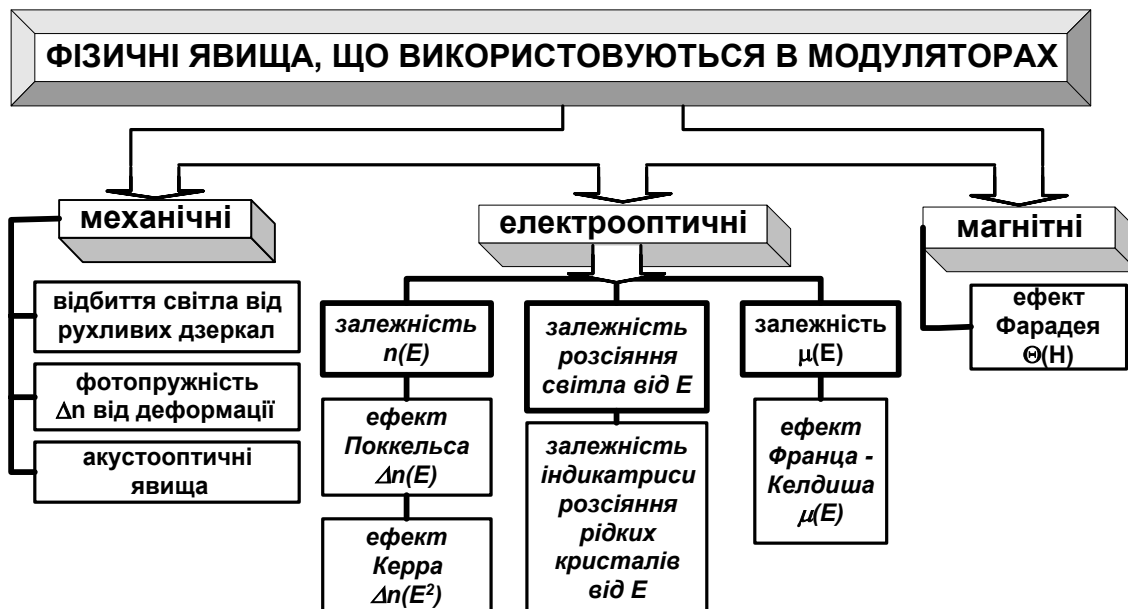 ФІЗИЧНІ ЯВИЩА, ЩО ВИКОРИСТОВУЮТЬСЯ В МОДУЛЯТОРАХ
механічні
відбиття світла від
рухливих дзеркал
фотопружність
Δn від деформації
акустооптичні
явища
електрооптичні
залежність
n(E)
ефект
Поккельса
Δn(E)
ефект
Керра
Δn(E²)
залежність
розсіяння
світла від E
залежність
індикатриси
розсіяння
рідких
кристалів
від E
залежність
μ(E)
ефект
Франца -
Келдиша
μ(E)
магнітні
ефект
Фарадея
Θ(H)